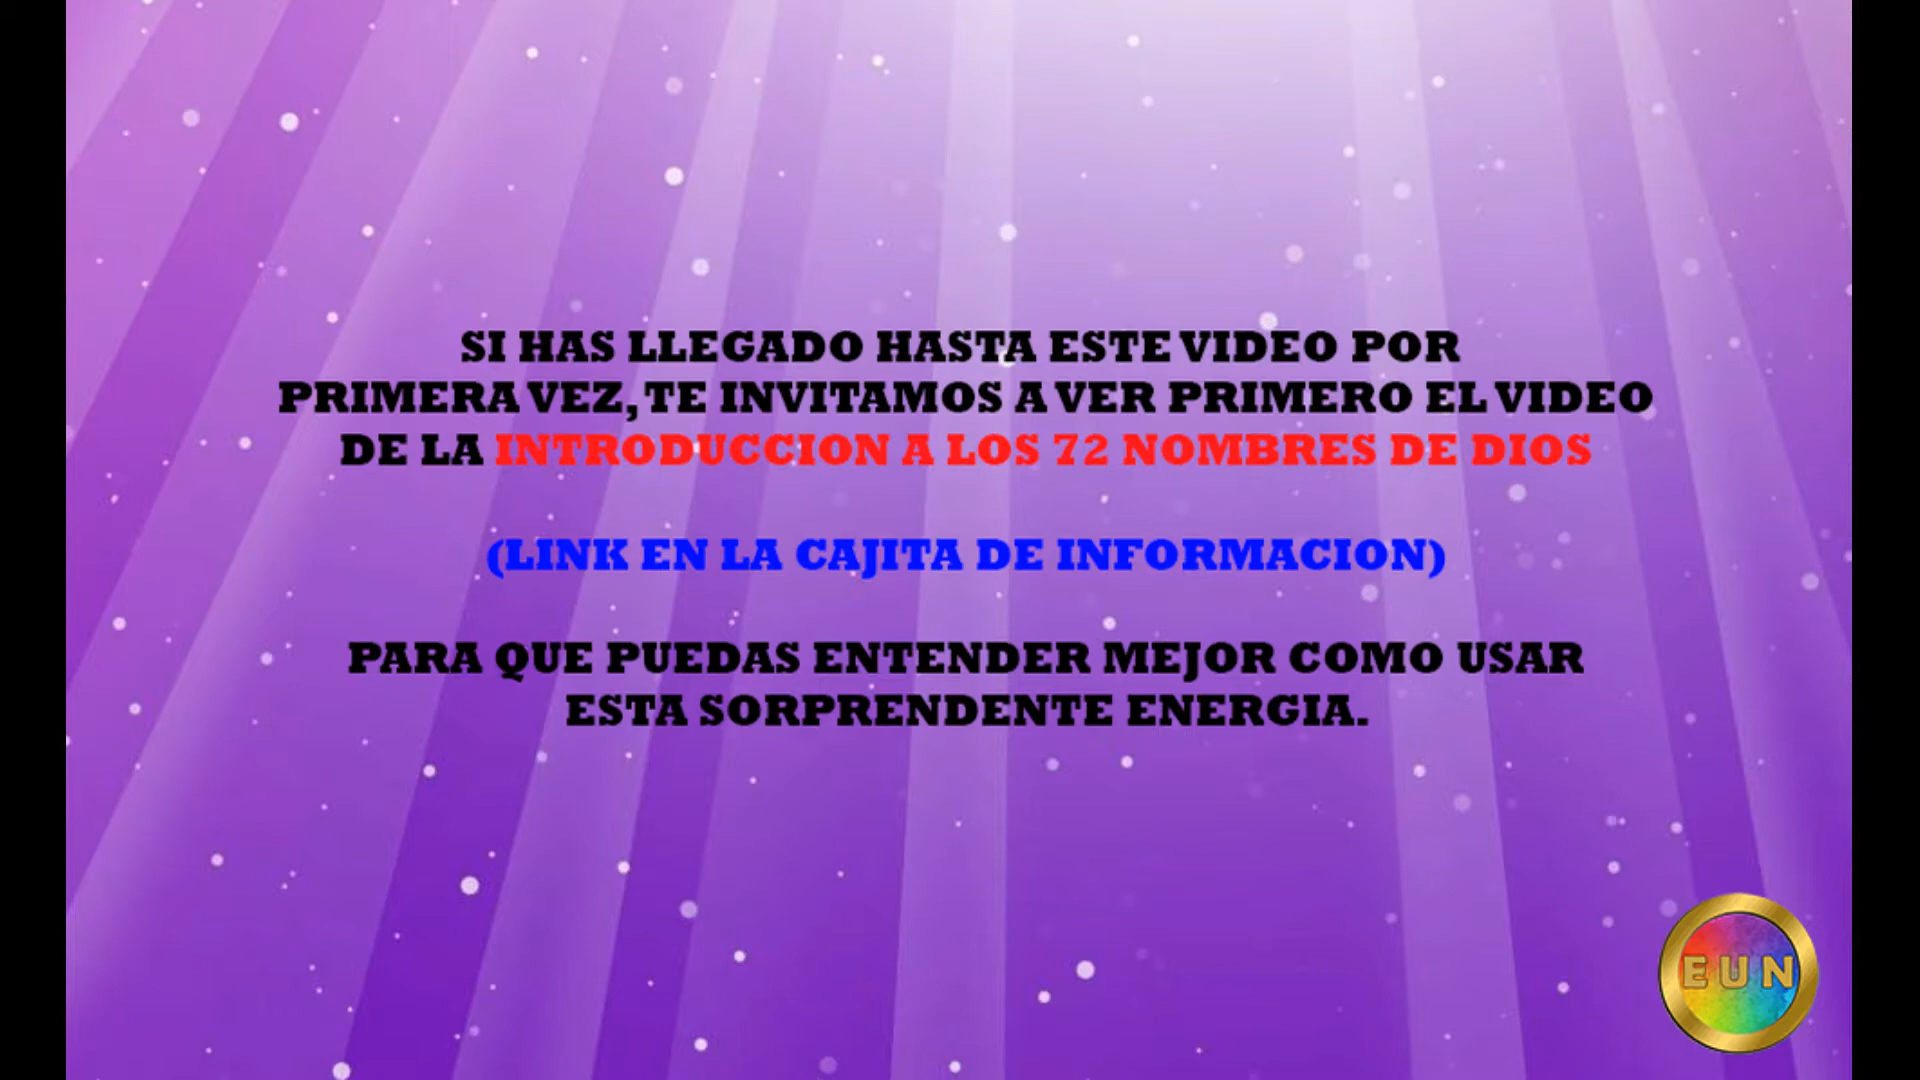 SI HAS LLEGADO HASTA ESTE VIDEO POR
PRIMERA VEZ, TE INVITAMOS A VER PRIMERO EL VIDEO
DE LA INTRODUCCION A LOS 72 NOMBRES DE DIOS
(LINK EN LA CAJITA DE INFORMACION)
PARA QUE PUEDAS ENTENDER MEJOR COMO USAR
ESTA SORPRENDENTE ENERGIA.
EUN